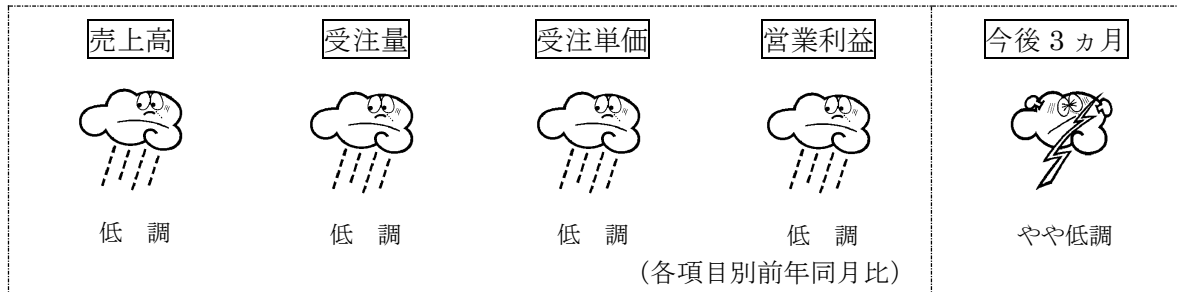 売上高 受注量 受注単価 営業利益 今後3ヵ月
低 調 低 調 低 調 低 調 やや低調
(各項目別前年同月比)